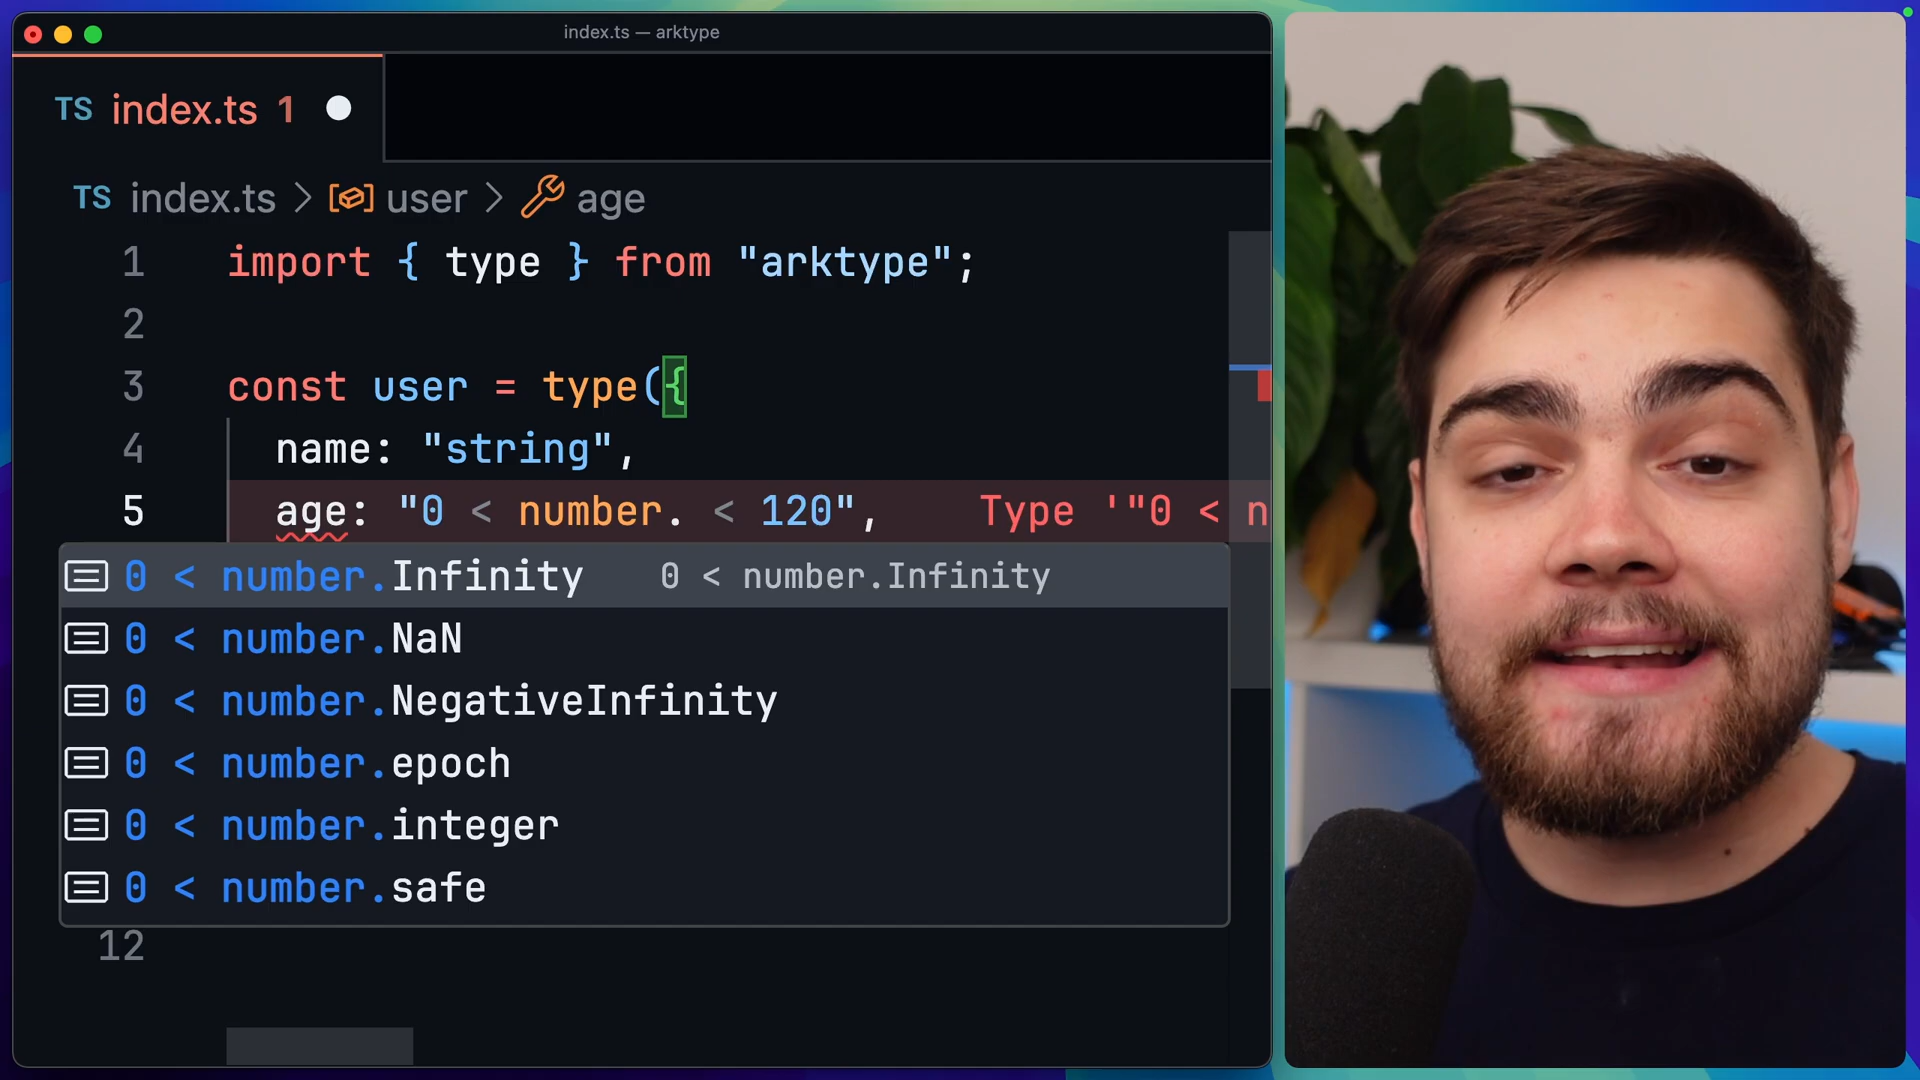 index.ts — arktype
TS index.ts 1
TS index.ts > user > age
1 import { type } from "arktype";
2
3 const user = type({
4 name: "string",
5 age: "0 < number. < 120", Type '"0 < n
0 < number.Infinity 0 < number.Infinity
0 < number.NaN
0 < number.NegativeInfinity
0 < number.epoch
0 < number.integer
0 < number.safe
12